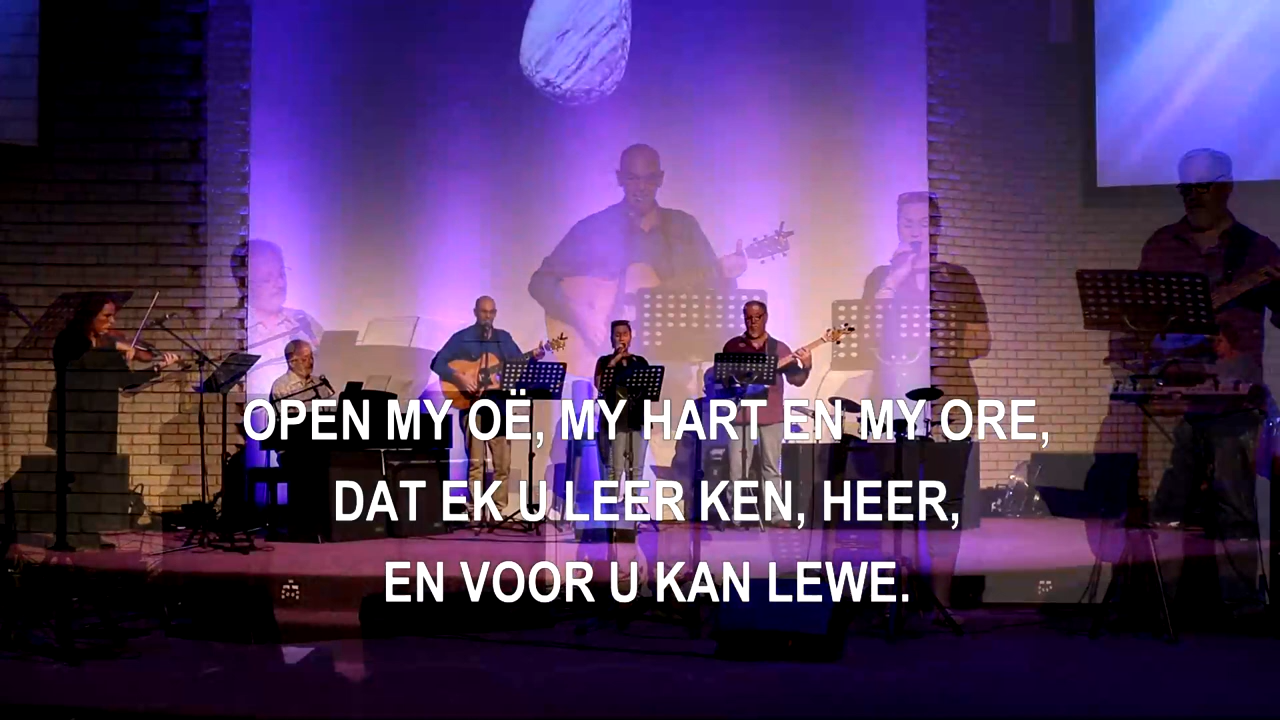 OPEN MY OË, MY HART EN MY ORE,
DAT EK U LEER KEN, HEER,
EN VOOR U KAN LEWE.